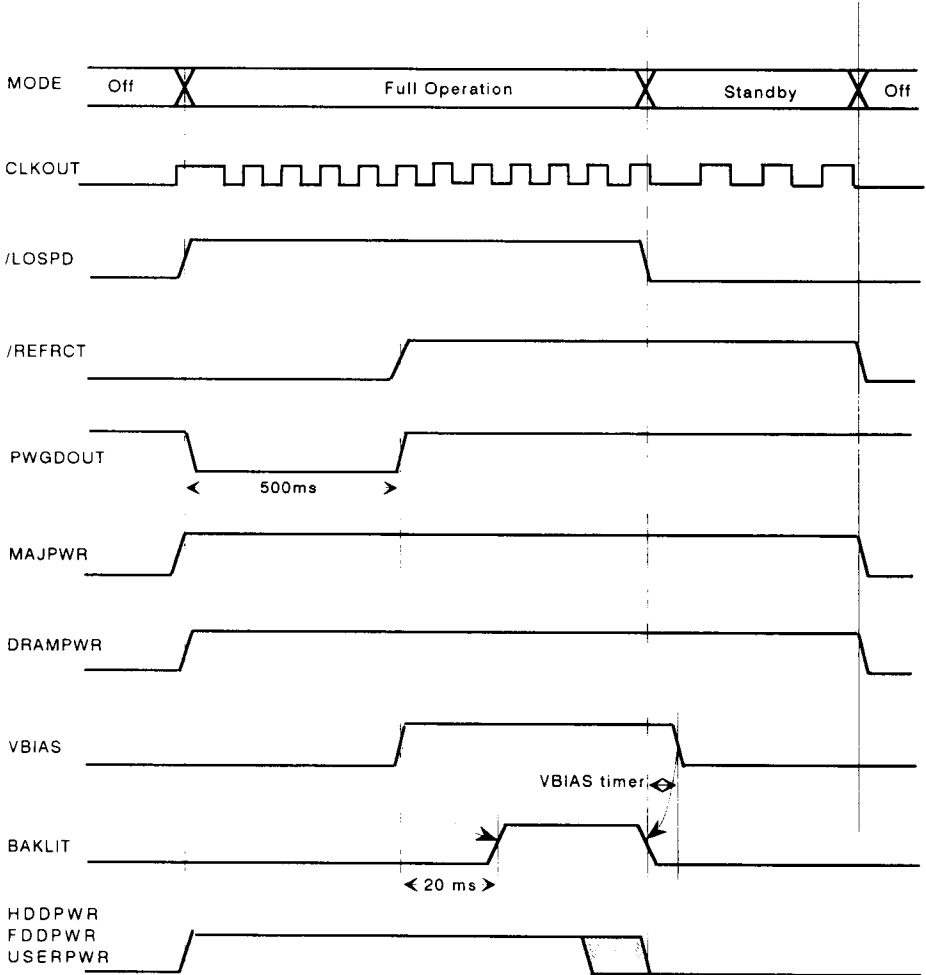 MODE Off Full Operation Standby Off
CLKOUT
/LOSPD
/REFRCT
PWGDOUT
500ms
MAJPWR
DRAMPWR
VBIAS
VBIAS timer
BAKLIT
20 ms
HDDPWR
FDDPWR
USERPWR